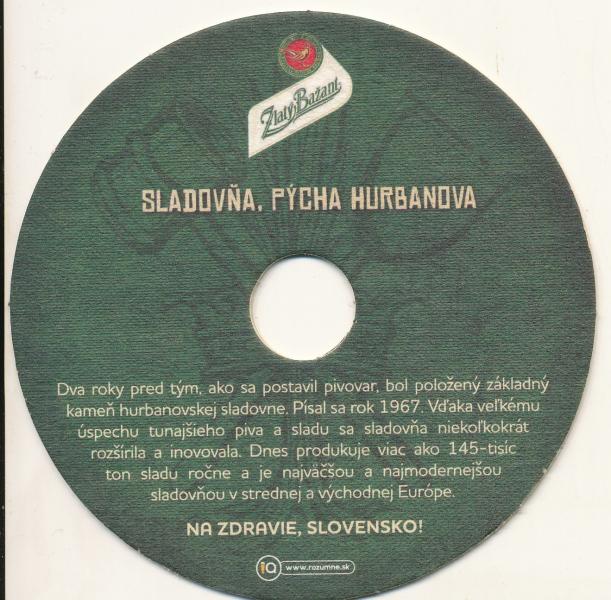 Zlatý Bažant
SLADOVŇA, PÝCHA HURBANOVA
Dva roky pred tým, ako sa postavil pivovar, bol položený základný
kameň hurbanovskej sladovne. Písal sa rok 1967. Vďaka veľkému
úspechu tunajšieho piva a sladu sa sladovňa niekoľkokrát
rozšírila a inovovala. Dnes produkuje viac ako 145-tisíc
ton sladu ročne a je najväčšou a najmodernejšou
sladovňou v strednej a východnej Európe.
NA ZDRAVIE, SLOVENSKO!
iQ www.rozumne.sk